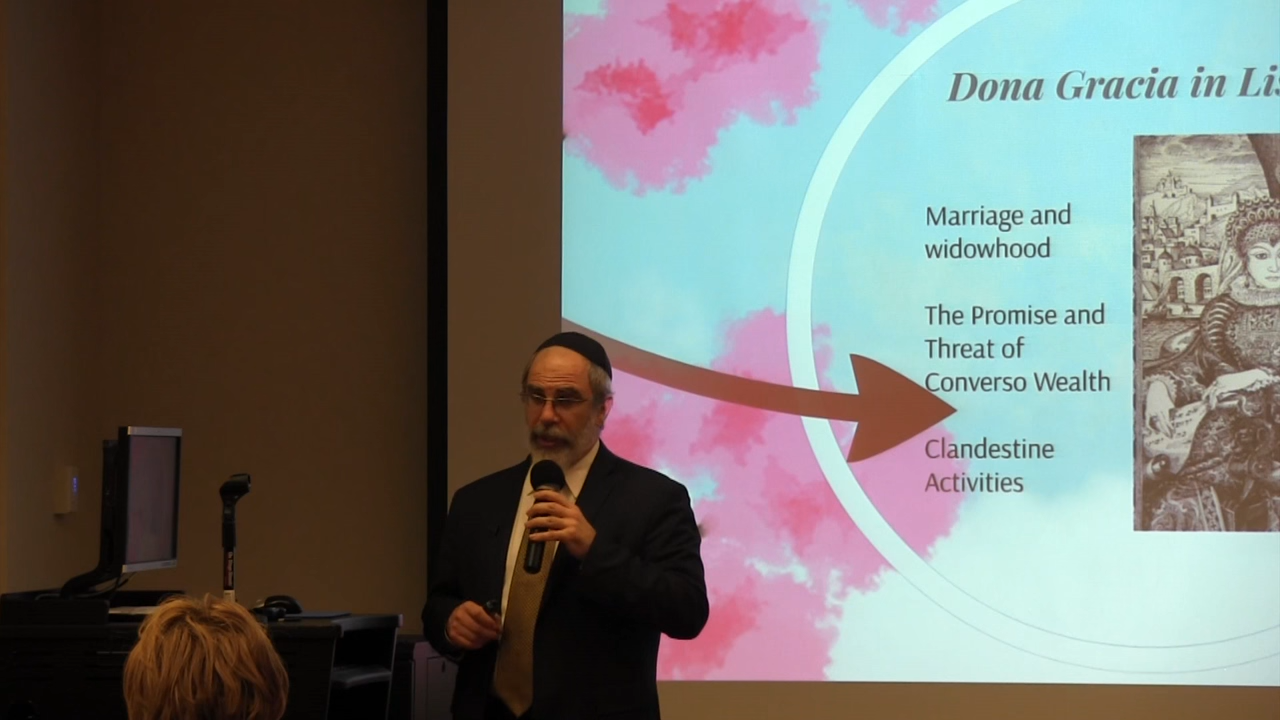 Dona Gracia in Lis
Marriage and
widowhood
The Promise and
Threat of
Converso Wealth
Clandestine
Activities